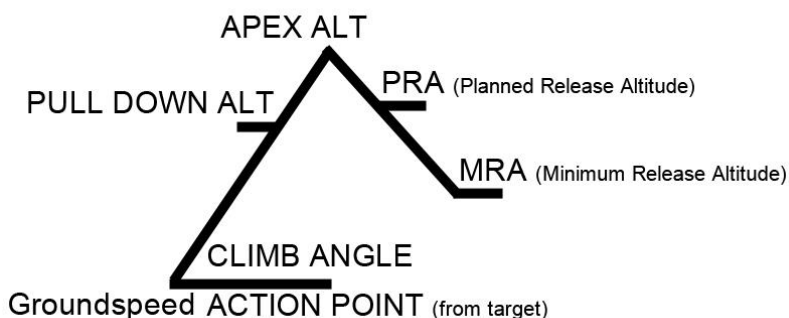 APEX ALT
PRA (Planned Release Altitude)
PULL DOWN ALT
MRA (Minimum Release Altitude)
CLIMB ANGLE
Groundspeed ACTION POINT (from target)